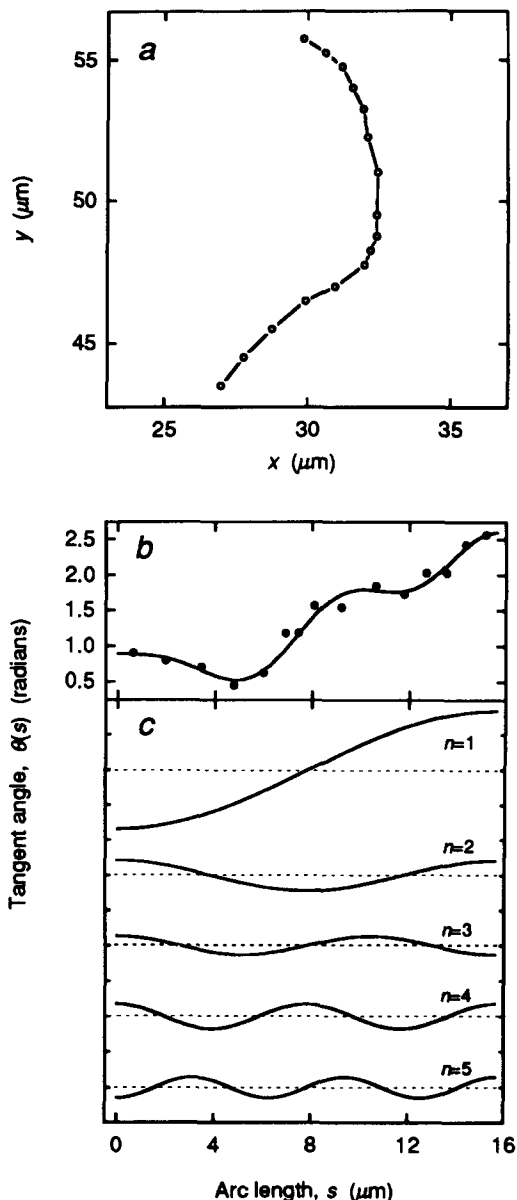 a
55
50
45
y (μm)
25 30 35
x (μm)
b
2.5
2.0
1.5
1.0
0.5
c
n=1
n=2
n=3
n=4
n=5
Tangent angle, θ(s) (radians)
0 4 8 12 16
Arc length, s (μm)